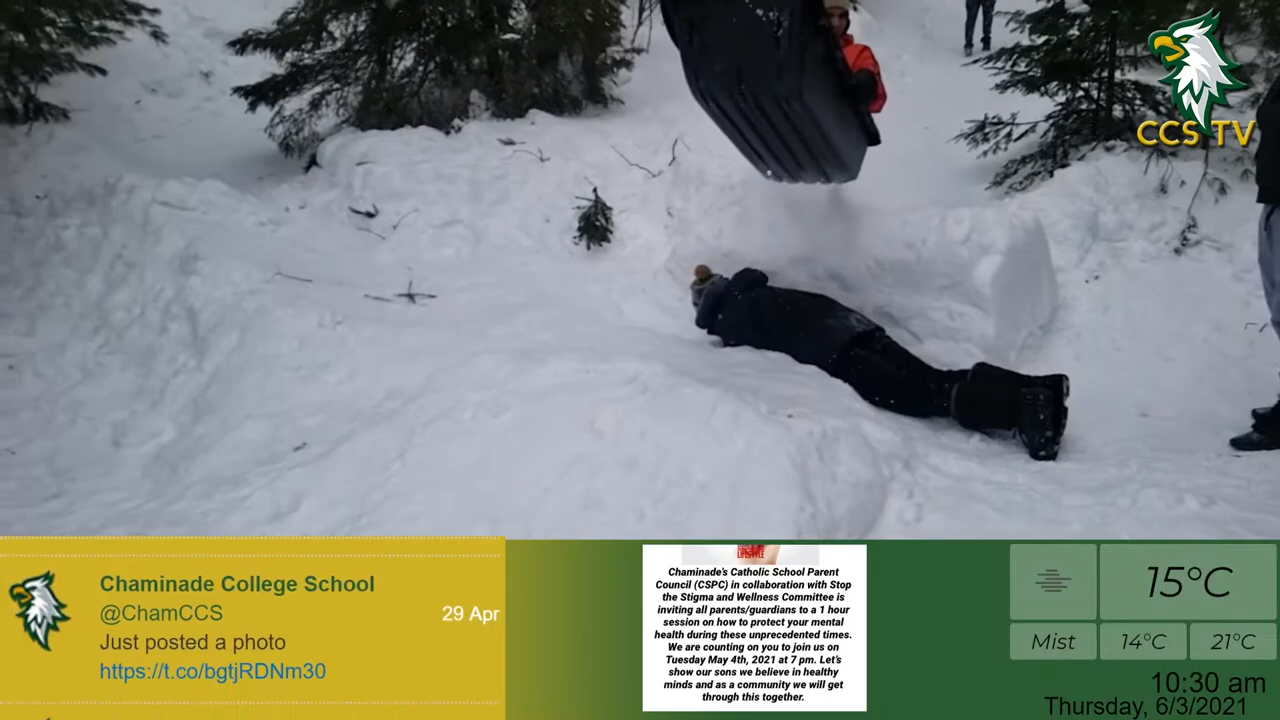 CCS TV
Chaminade College School
@ChamCCS
29 Apr
Just posted a photo
https://t.co/bgtjRDNm30
LIFESTYLE
Chaminade's Catholic School Parent
Council (CSPC) in collaboration with Stop
the Stigma and Wellness Committee is
inviting all parents/guardians to a 1 hour
session on how to protect your mental
health during these unprecedented times.
We are counting on you to join us on
Tuesday May 4th, 2021 at 7 pm. Let's
show our sons we believe in healthy
minds and as a community we will get
through this together.
15°C
Mist
14°C
21°C
10:30 am
Thursday, 6/3/2021